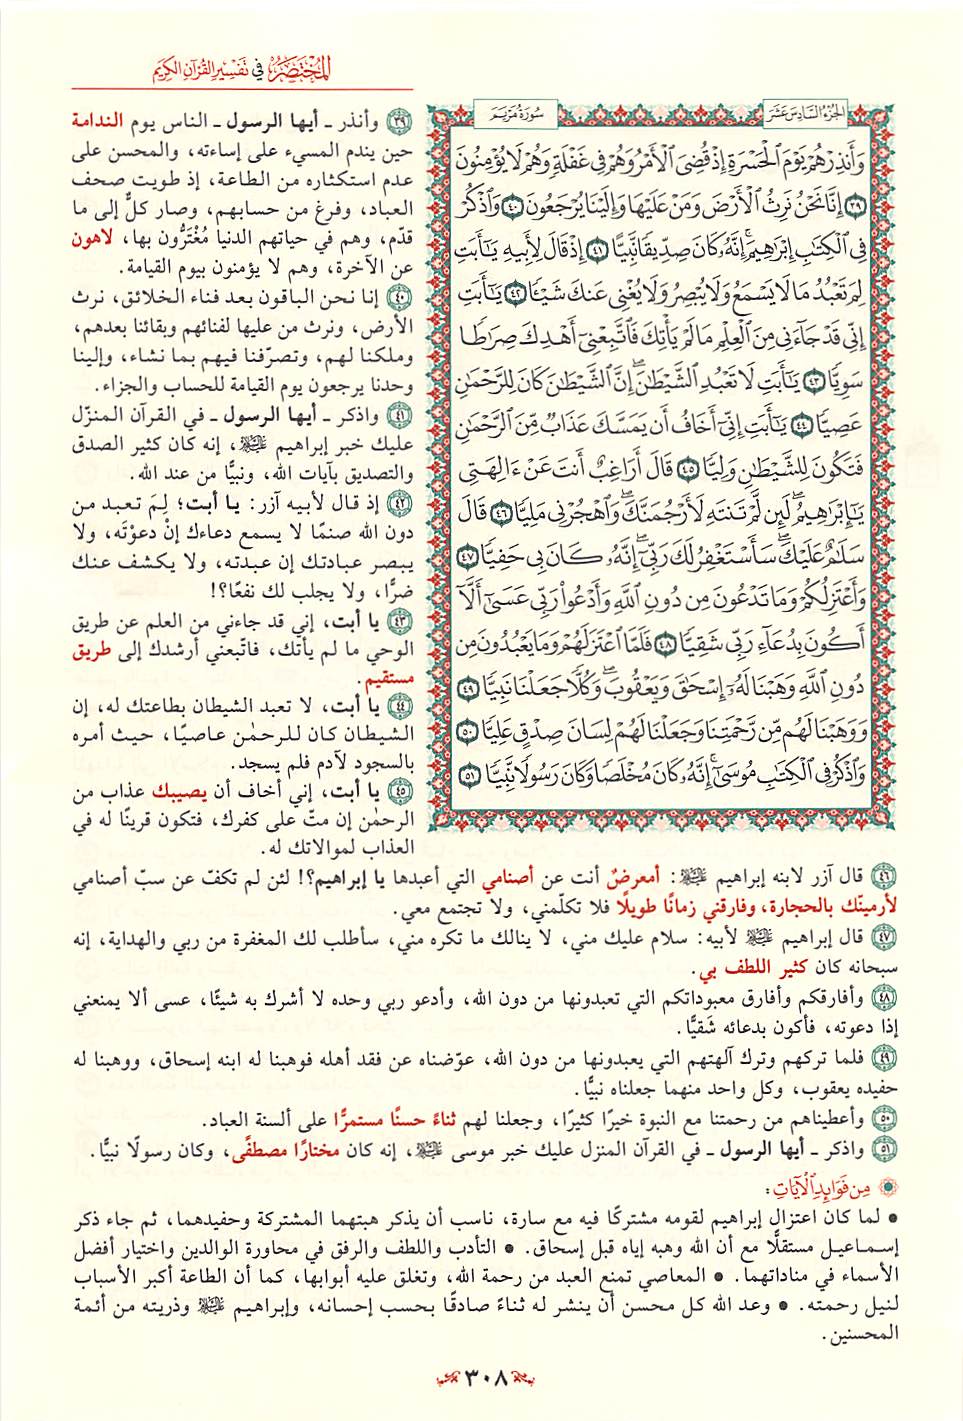 المختصر في تفسير القرآن الكريم
الجزء السادس عشر
سورة مريم
وَأَنذِرْهُمْ يَوْمَ ٱلْحَسْرَةِ إِذْ قُضِىَ ٱلْأَمْرُ وَهُمْ فِى غَفْلَةٍ وَهُمْ لَا يُؤْمِنُونَ
٣٩ إِنَّا نَحْنُ نَرِثُ ٱلْأَرْضَ وَمَنْ عَلَيْهَا وَإِلَيْنَا يُرْجَعُونَ ٤٠ وَٱذْكُرْ
فِى ٱلْكِتَٰبِ إِبْرَٰهِيمَۚ إِنَّهُۥ كَانَ صِدِّيقًا نَّبِيًّا ٤١ إِذْ قَالَ لِأَبِيهِ يَٰٓأَبَتِ
لِمَ تَعْبُدُ مَا لَا يَسْمَعُ وَلَا يُبْصِرُ وَلَا يُغْنِى عَنكَ شَيْـًٔا ٤٢ يَٰٓأَبَتِ
إِنِّى قَدْ جَآءَنِى مِنَ ٱلْعِلْمِ مَا لَمْ يَأْتِكَ فَٱتَّبِعْنِىٓ أَهْدِكَ صِرَٰطًا
سَوِيًّا ٤٣ يَٰٓأَبَتِ لَا تَعْبُدِ ٱلشَّيْطَٰنَۖ إِنَّ ٱلشَّيْطَٰنَ كَانَ لِلرَّحْمَٰنِ
عَصِيًّا ٤٤ يَٰٓأَبَتِ إِنِّىٓ أَخَافُ أَن يَمَسَّكَ عَذَابٌ مِّنَ ٱلرَّحْمَٰنِ
فَتَكُونَ لِلشَّيْطَٰنِ وَلِيًّا ٤٥ قَالَ أَرَاغِبٌ أَنتَ عَنْ ءَالِهَتِى
يَٰٓإِبْرَٰهِيمُۖ لَئِن لَّمْ تَنتَهِ لَأَرْجُمَنَّكَۖ وَٱهْجُرْنِى مَلِيًّا ٤٦ قَالَ
سَلَٰمٌ عَلَيْكَۖ سَأَسْتَغْفِرُ لَكَ رَبِّىٓۖ إِنَّهُۥ كَانَ بِى حَفِيًّا ٤٧
وَأَعْتَزِلُكُمْ وَمَا تَدْعُونَ مِن دُونِ ٱللَّهِ وَأَدْعُوا۟ رَبِّى عَسَىٰٓ أَلَّآ
أَكُونَ بِدُعَآءِ رَبِّى شَقِيًّا ٤٨ فَلَمَّا ٱعْتَزَلَهُمْ وَمَا يَعْبُدُونَ مِن
دُونِ ٱللَّهِ وَهَبْنَا لَهُۥٓ إِسْحَٰقَ وَيَعْقُوبَۖ وَكُلًّا جَعَلْنَا نَبِيًّا ٤٩
وَوَهَبْنَا لَهُم مِّن رَّحْمَتِنَا وَجَعَلْنَا لَهُمْ لِسَانَ صِدْقٍ عَلِيًّا ٥٠
وَٱذْكُرْ فِى ٱلْكِتَٰبِ مُوسَىٰٓۚ إِنَّهُۥ كَانَ مُخْلَصًا وَكَانَ رَسُولًا نَّبِيًّا ٥١
٣٩ وأنذر ـ أيها الرسول ـ الناس يوم الندامة
حين يندم المسيء على إساءته، والمحسن على
عدم استكثاره من الطاعة، إذ طويت صحف
العباد، وفرغ من حسابهم، وصار كلٌّ إلى ما
قدّم، وهم في حياتهم الدنيا مُغْتَرُّون بها، لاهون
عن الآخرة، وهم لا يؤمنون بيوم القيامة.
٤٠ إنا نحن الباقون بعد فناء الخلائق، نرث
الأرض، ونرث من عليها لفنائهم وبقائنا بعدهم،
وملكنا لهم، وتصرّفنا فيهم بما نشاء، وإلينا
وحدنا يرجعون يوم القيامة للحساب والجزاء.
٤١ واذكر ـ أيها الرسول ـ في القرآن المنزّل
عليك خبر إبراهيم ﵇، إنه كان كثير الصدق
والتصديق بآيات الله، ونبيًّا من عند الله.
٤٢ إذ قال لأبيه آزر: يا أبت؛ لِمَ تعبد من
دون الله صنمًا لا يسمع دعاءك إنْ دعوْتَه، ولا
يبصر عبادتك إن عبدته، ولا يكشف عنك
ضرًّا، ولا يجلب لك نفعًا؟!
٤٣ يا أبت، إني قد جاءني من العلم عن طريق
الوحي ما لم يأتك، فاتّبعني أرشدك إلى طريق
مستقيم.
٤٤ يا أبت، لا تعبد الشيطان بطاعتك له، إن
الشيطان كان للرحمٰن عاصيًا، حيث أمره
بالسجود لآدم فلم يسجد.
٤٥ يا أبت، إني أخاف أن يصيبك عذاب من
الرحمٰن إن متّ على كفرك، فتكون قرينًا له في
العذاب لموالاتك له.
٤٦ قال آزر لابنه إبراهيم ﵇: أمعرضٌ أنت عن أصنامي التي أعبدها يا إبراهيم؟! لئن لم تكفّ عن سبّ أصنامي
لأرمينّك بالحجارة، وفارقني زمانًا طويلًا فلا تكلّمني، ولا تجتمع معي.
٤٧ قال إبراهيم ﵇ لأبيه: سلام عليك مني، لا ينالك ما تكره مني، سأطلب لك المغفرة من ربي والهداية، إنه
سبحانه كان كثير اللطف بي.
٤٨ وأفارقكم وأفارق معبوداتكم التي تعبدونها من دون الله، وأدعو ربي وحده لا أشرك به شيئًا، عسى ألا يمنعني
إذا دعوته، فأكون بدعائه شَقيًّا.
٤٩ فلما تركهم وترك آلهتهم التي يعبدونها من دون الله، عوّضناه عن فقد أهله فوهبنا له ابنه إسحاق، ووهبنا له
حفيده يعقوب، وكل واحد منهما جعلناه نبيًّا.
٥٠ وأعطيناهم من رحمتنا مع النبوة خيرًا كثيرًا، وجعلنا لهم ثناءً حسنًا مستمرًّا على ألسنة العباد.
٥١ واذكر ـ أيها الرسول ـ في القرآن المنزل عليك خبر موسى ﵇، إنه كان مختارًا مصطفًى، وكان رسولًا نبيًّا.
من فوائد الآيات:
• لما كان اعتزال إبراهيم لقومه مشتركًا فيه مع سارة، ناسب أن يذكر هبتهما المشتركة وحفيدهما، ثم جاء ذكر
إسماعيل مستقلًّا مع أن الله وهبه إياه قبل إسحاق. • التأدب واللطف والرفق في محاورة الوالدين واختيار أفضل
الأسماء في مناداتهما. • المعاصي تمنع العبد من رحمة الله، وتغلق عليه أبوابها، كما أن الطاعة أكبر الأسباب
لنيل رحمته. • وعد الله كل محسن أن ينشر له ثناءً صادقًا بحسب إحسانه، وإبراهيم ﵇ وذريته من أئمة
المحسنين.
٣٠٨